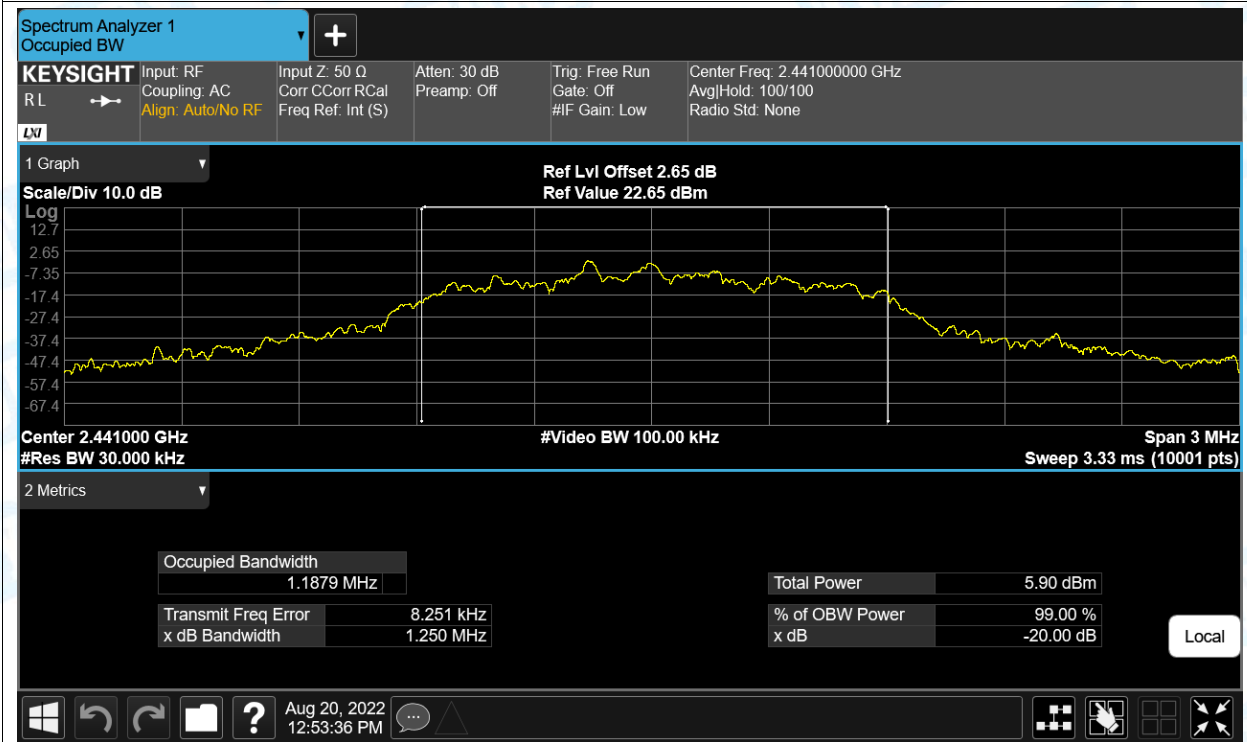 Spectrum Analyzer 1
Occupied BW
+
KEYSIGHT
R L
LXI
Input: RF
Coupling: AC
Align: Auto/No RF
Input Z: 50 Ω
Corr CCorr RCal
Freq Ref: Int (S)
Atten: 30 dB
Preamp: Off
Trig: Free Run
Gate: Off
#IF Gain: Low
Center Freq: 2.441000000 GHz
Avg|Hold: 100/100
Radio Std: None
1 Graph
Scale/Div 10.0 dB
Ref Lvl Offset 2.65 dB
Ref Value 22.65 dBm
Log
12.7
2.65
-7.35
-17.4
-27.4
-37.4
-47.4
-57.4
-67.4
Center 2.441000 GHz
#Res BW 30.000 kHz
#Video BW 100.00 kHz
Span 3 MHz
Sweep 3.33 ms (10001 pts)
2 Metrics
Occupied Bandwidth
1.1879 MHz
Transmit Freq Error 8.251 kHz
x dB Bandwidth 1.250 MHz
Total Power 5.90 dBm
% of OBW Power 99.00 %
x dB -20.00 dB
Local
?
Aug 20, 2022
12:53:36 PM